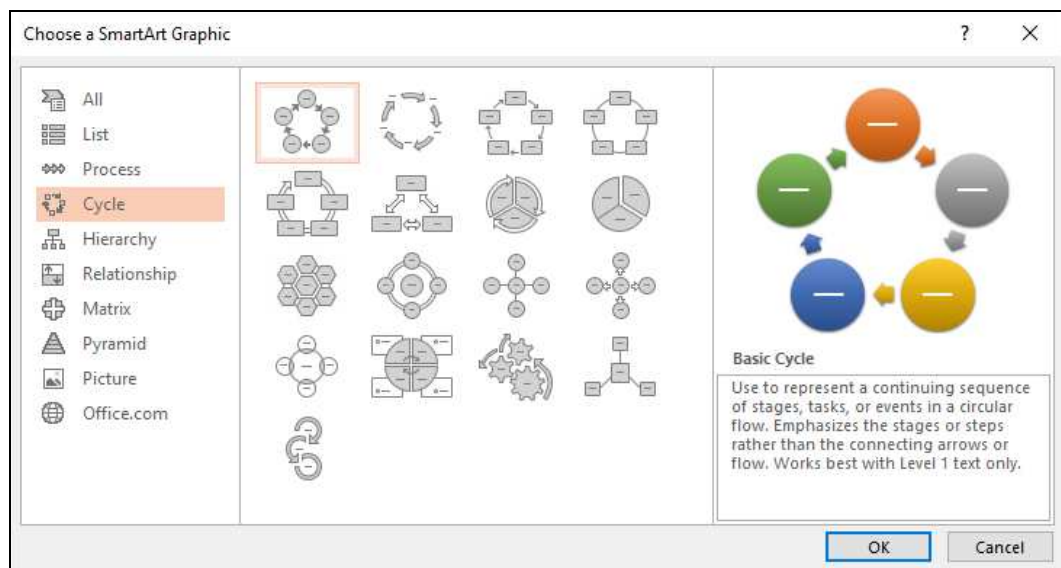 Choose a SmartArt Graphic
?
All
List
Process
Cycle
Hierarchy
Relationship
Matrix
Pyramid
Picture
Office.com
Basic Cycle
Use to represent a continuing sequence
of stages, tasks, or events in a circular
flow. Emphasizes the stages or steps
rather than the connecting arrows or
flow. Works best with Level 1 text only.
OK
Cancel